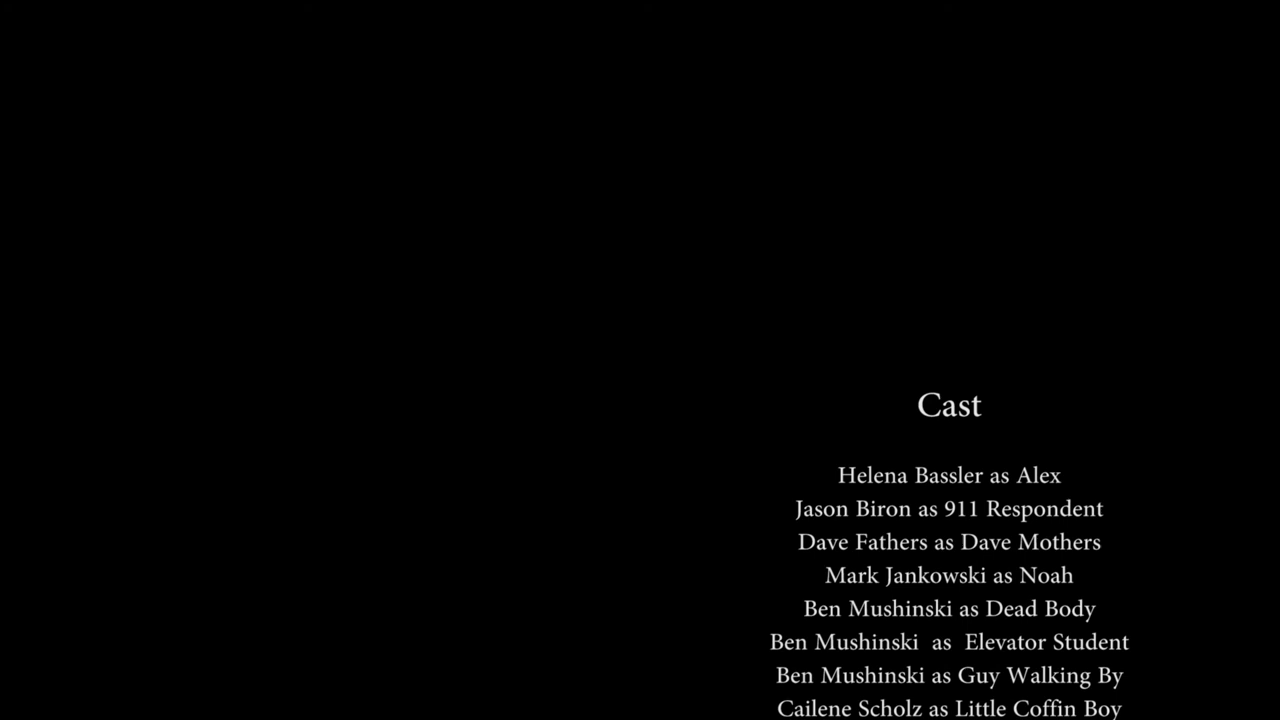 Cast
Helena Bassler as Alex
Jason Biron as 911 Respondent
Dave Fathers as Dave Mothers
Mark Jankowski as Noah
Ben Mushinski as Dead Body
Ben Mushinski  as  Elevator Student
Ben Mushinski as Guy Walking By
Cailene Scholz as Little Coffin Boy